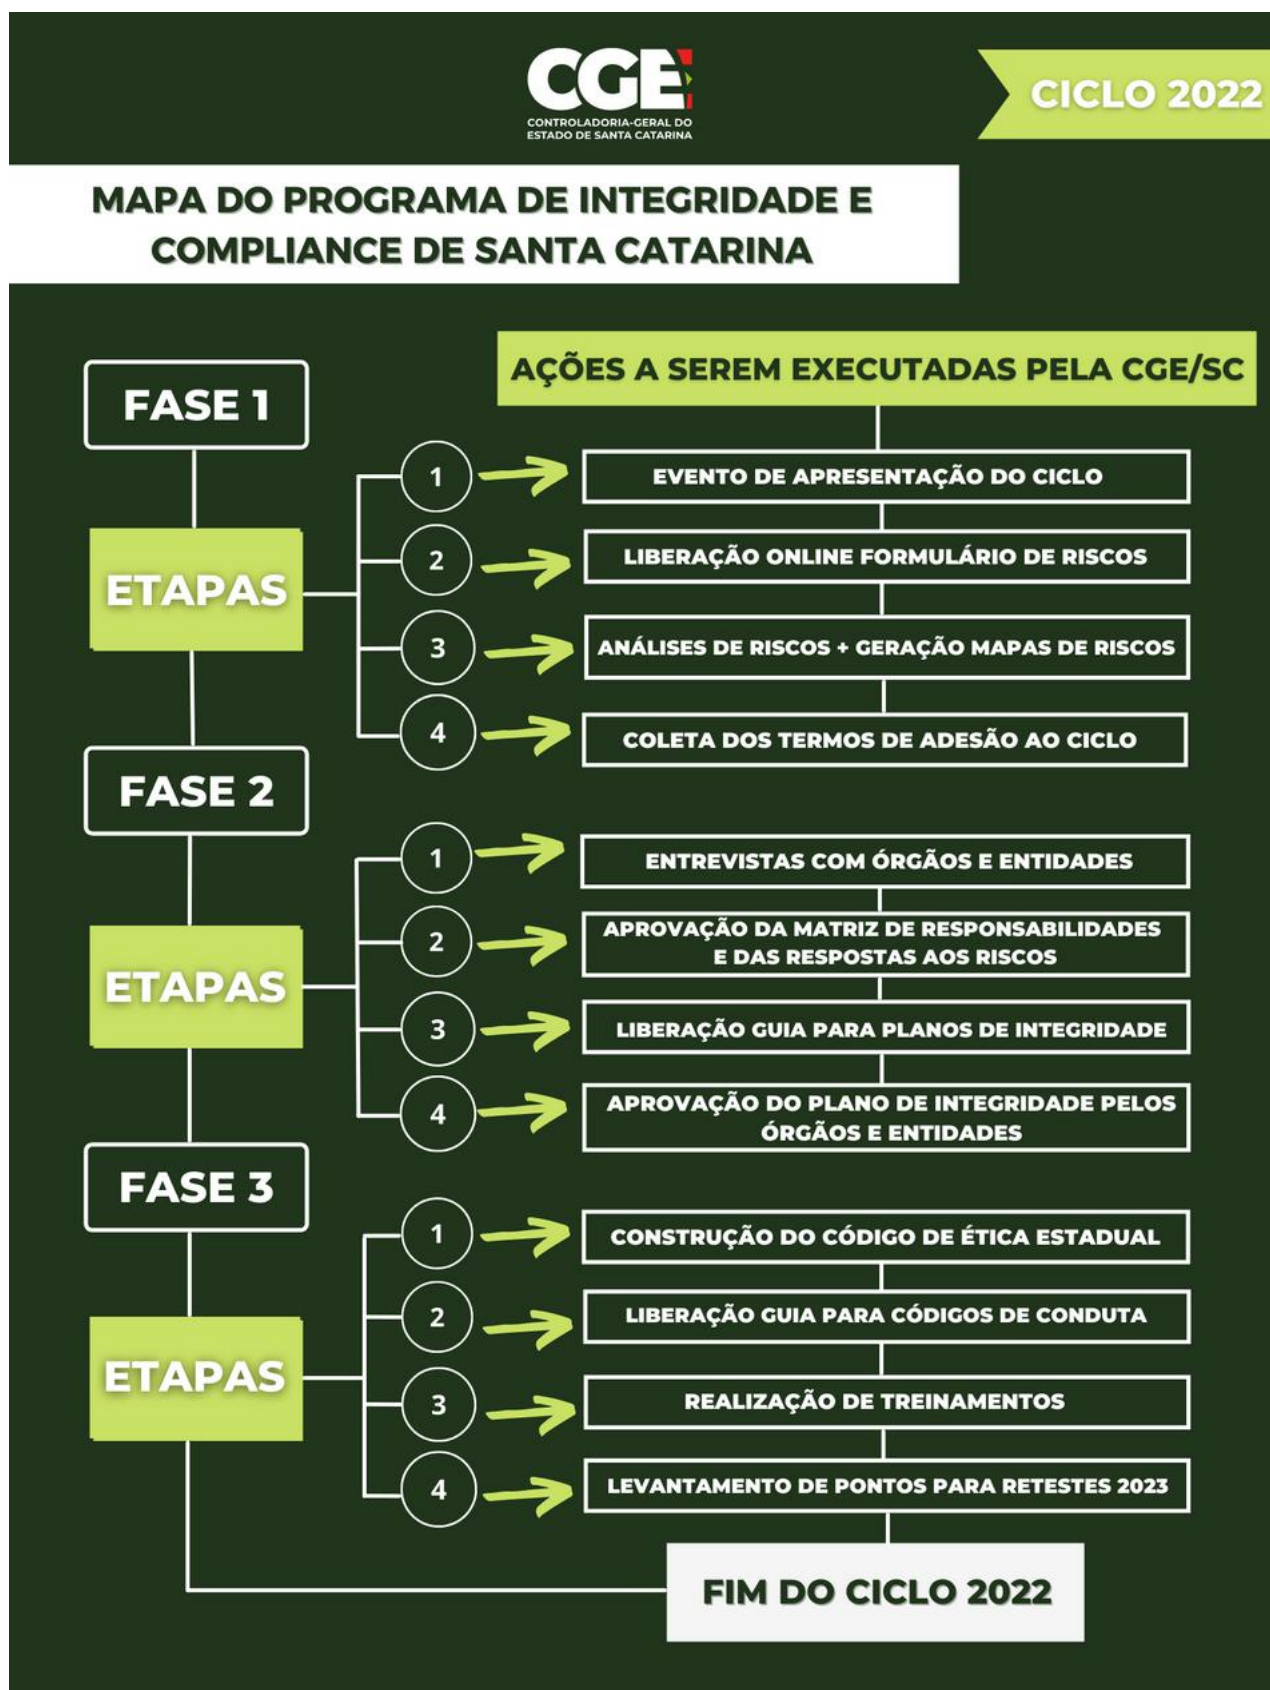 CGE
CONTROLADORIA-GERAL DO
ESTADO DE SANTA CATARINA
CICLO 2022
MAPA DO PROGRAMA DE INTEGRIDADE E
COMPLIANCE DE SANTA CATARINA
AÇÕES A SEREM EXECUTADAS PELA CGE/SC
FASE 1
ETAPAS
1
EVENTO DE APRESENTAÇÃO DO CICLO
2
LIBERAÇÃO ONLINE FORMULÁRIO DE RISCOS
3
ANÁLISES DE RISCOS + GERAÇÃO MAPAS DE RISCOS
4
COLETA DOS TERMOS DE ADESÃO AO CICLO
FASE 2
ETAPAS
1
ENTREVISTAS COM ÓRGÃOS E ENTIDADES
2
APROVAÇÃO DA MATRIZ DE RESPONSABILIDADES
E DAS RESPOSTAS AOS RISCOS
3
LIBERAÇÃO GUIA PARA PLANOS DE INTEGRIDADE
4
APROVAÇÃO DO PLANO DE INTEGRIDADE PELOS
ÓRGÃOS E ENTIDADES
FASE 3
ETAPAS
1
CONSTRUÇÃO DO CÓDIGO DE ÉTICA ESTADUAL
2
LIBERAÇÃO GUIA PARA CÓDIGOS DE CONDUTA
3
REALIZAÇÃO DE TREINAMENTOS
4
LEVANTAMENTO DE PONTOS PARA RETESTES 2023
FIM DO CICLO 2022